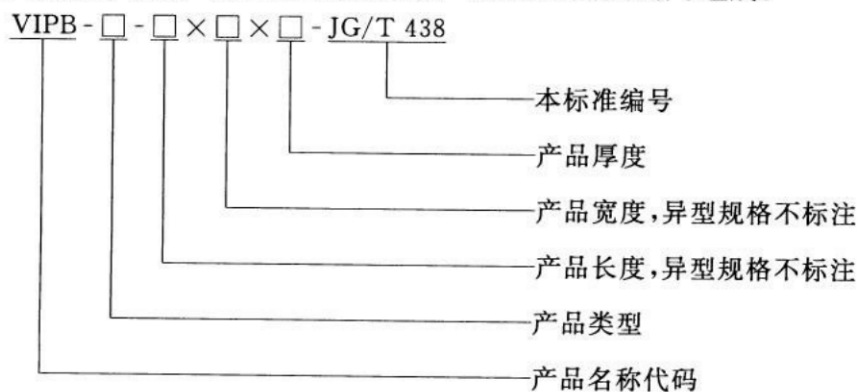 VIPB-□-□×□×□-JG/T 438
本标准编号
产品厚度
产品宽度,异型规格不标注
产品长度,异型规格不标注
产品类型
产品名称代码